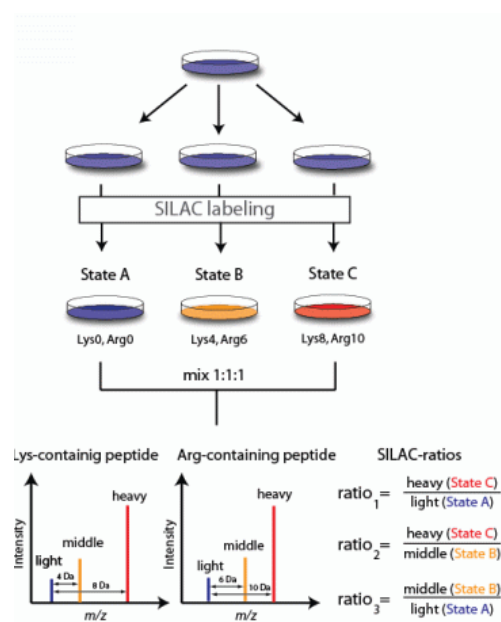 SILAC labeling
State A State B State C
Lys0, Arg0 Lys4, Arg6 Lys8, Arg10
mix 1:1:1
Lys-containig peptide Arg-containing peptide SILAC-ratios
Intensity
light
middle
heavy
4 Da
8 Da
m/z
Intensity
light
middle
heavy
6 Da
10 Da
m/z
ratio1 = heavy (State C)
light (State A)
ratio2 = heavy (State C)
middle (State B)
ratio3 = middle (State B)
light (State A)